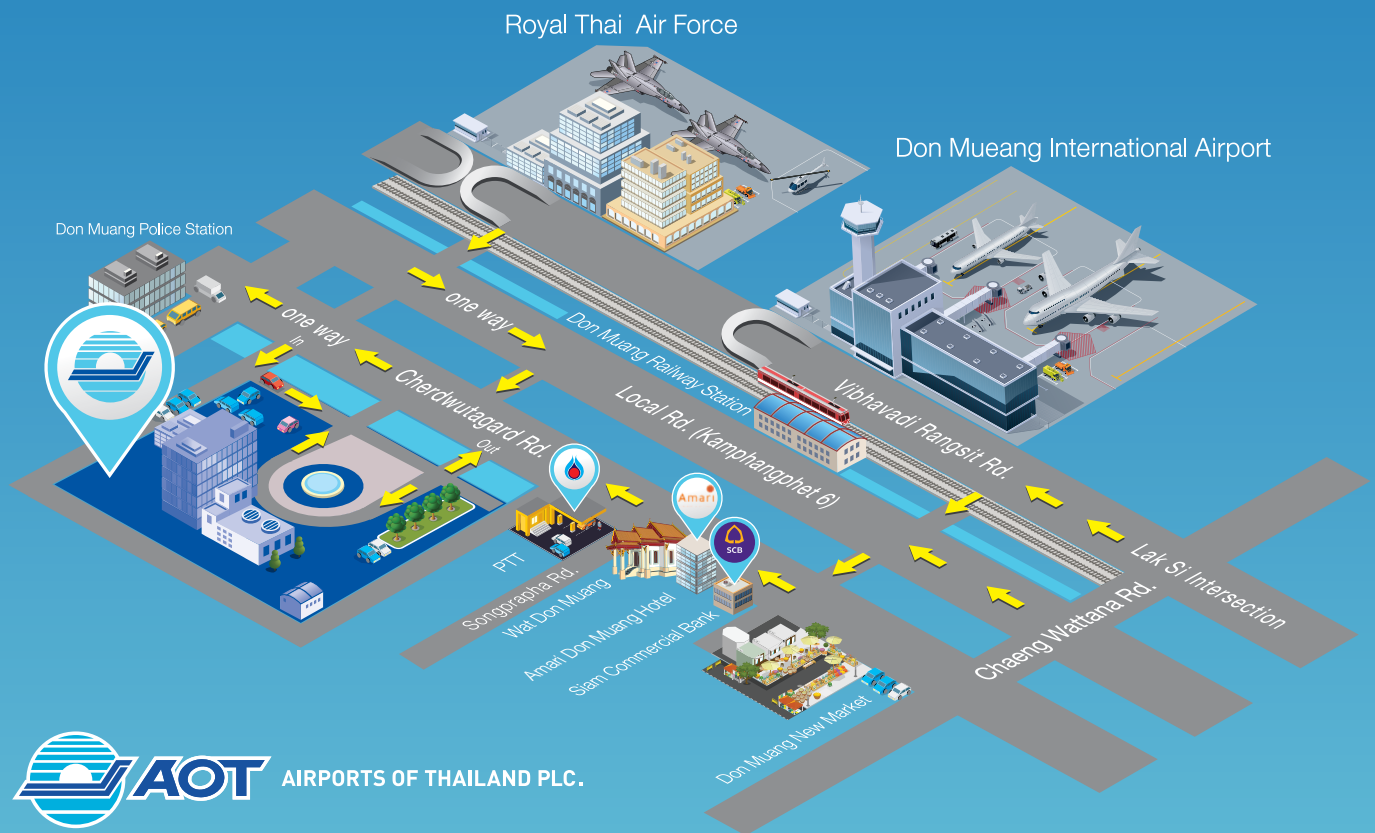 Royal Thai Air Force
Don Mueang International Airport
Don Muang Police Station
one way
one way
In
Don Muang Railway Station
Vibhavadi Rangsit Rd.
Cherdwutagard Rd.
Local Rd. (Kamphangphet 6)
Out
Amari
SCB
PTT
Songprapha Rd.
Wat Don Muang
Amari Don Muang Hotel
Siam Commercial Bank
Don Muang New Market
Lak Si Intersection
Chaeng Wattana Rd.
AOT AIRPORTS OF THAILAND PLC.